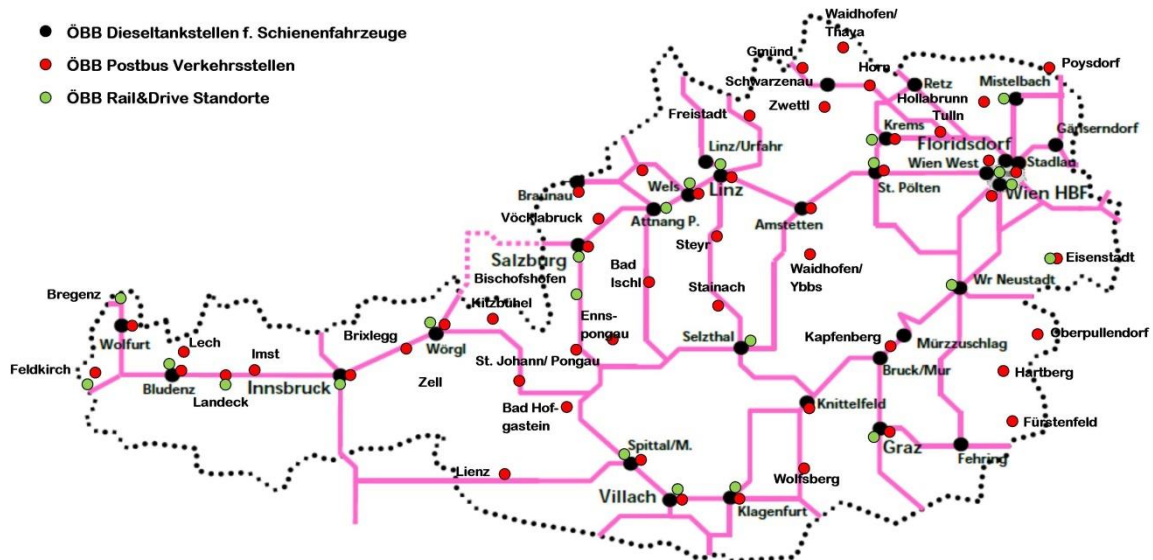 ÖBB Dieseltankstellen f. Schienenfahrzeuge
ÖBB Postbus Verkehrsstellen
ÖBB Rail&Drive Standorte
Waidhofen/
Thaya
Gmünd
Schwarzenau
Zwettl
Horn
Retz
Hollabrunn
Tulln
Mistelbach
Poysdorf
Gänserndorf
Freistadt
Linz/Urfahr
Krems
Floridsdorf
Wien West
Stadlau
Wien HBF
St. Pölten
Braunau
Wels
Linz
Vöcklabruck
Attnang P.
Amstetten
Steyr
Salzburg
Bischofshofen
Bad
Ischl
Waidhofen/
Ybbs
Eisenstadt
Wr Neustadt
Bregenz
Wolfurt
Kitzbühel
Enns-
pongau
Stainach
Selzthal
Kapfenberg
Mürzzuschlag
Oberpullendorf
Feldkirch
Lech
Bludenz
Imst
Landeck
Innsbruck
Brixlegg
Wörgl
Zell
St. Johann/ Pongau
Bad Hof-
gastein
Bruck/Mur
Hartberg
Knittelfeld
Fürstenfeld
Graz
Fehring
Lienz
Spittal/M.
Villach
Klagenfurt
Wolfsberg